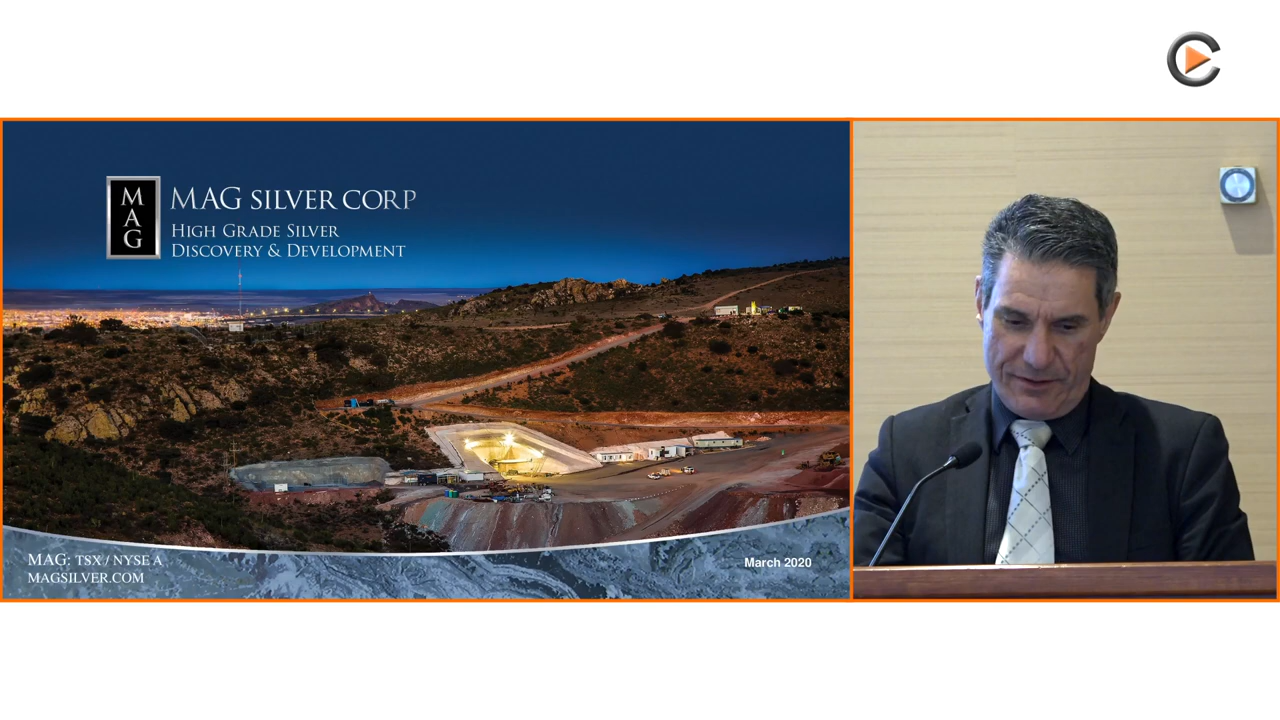 M
A
G
MAG SILVER CORP
HIGH GRADE SILVER
DISCOVERY & DEVELOPMENT
MAG: TSX / NYSE A
MAGSILVER.COM
March 2020